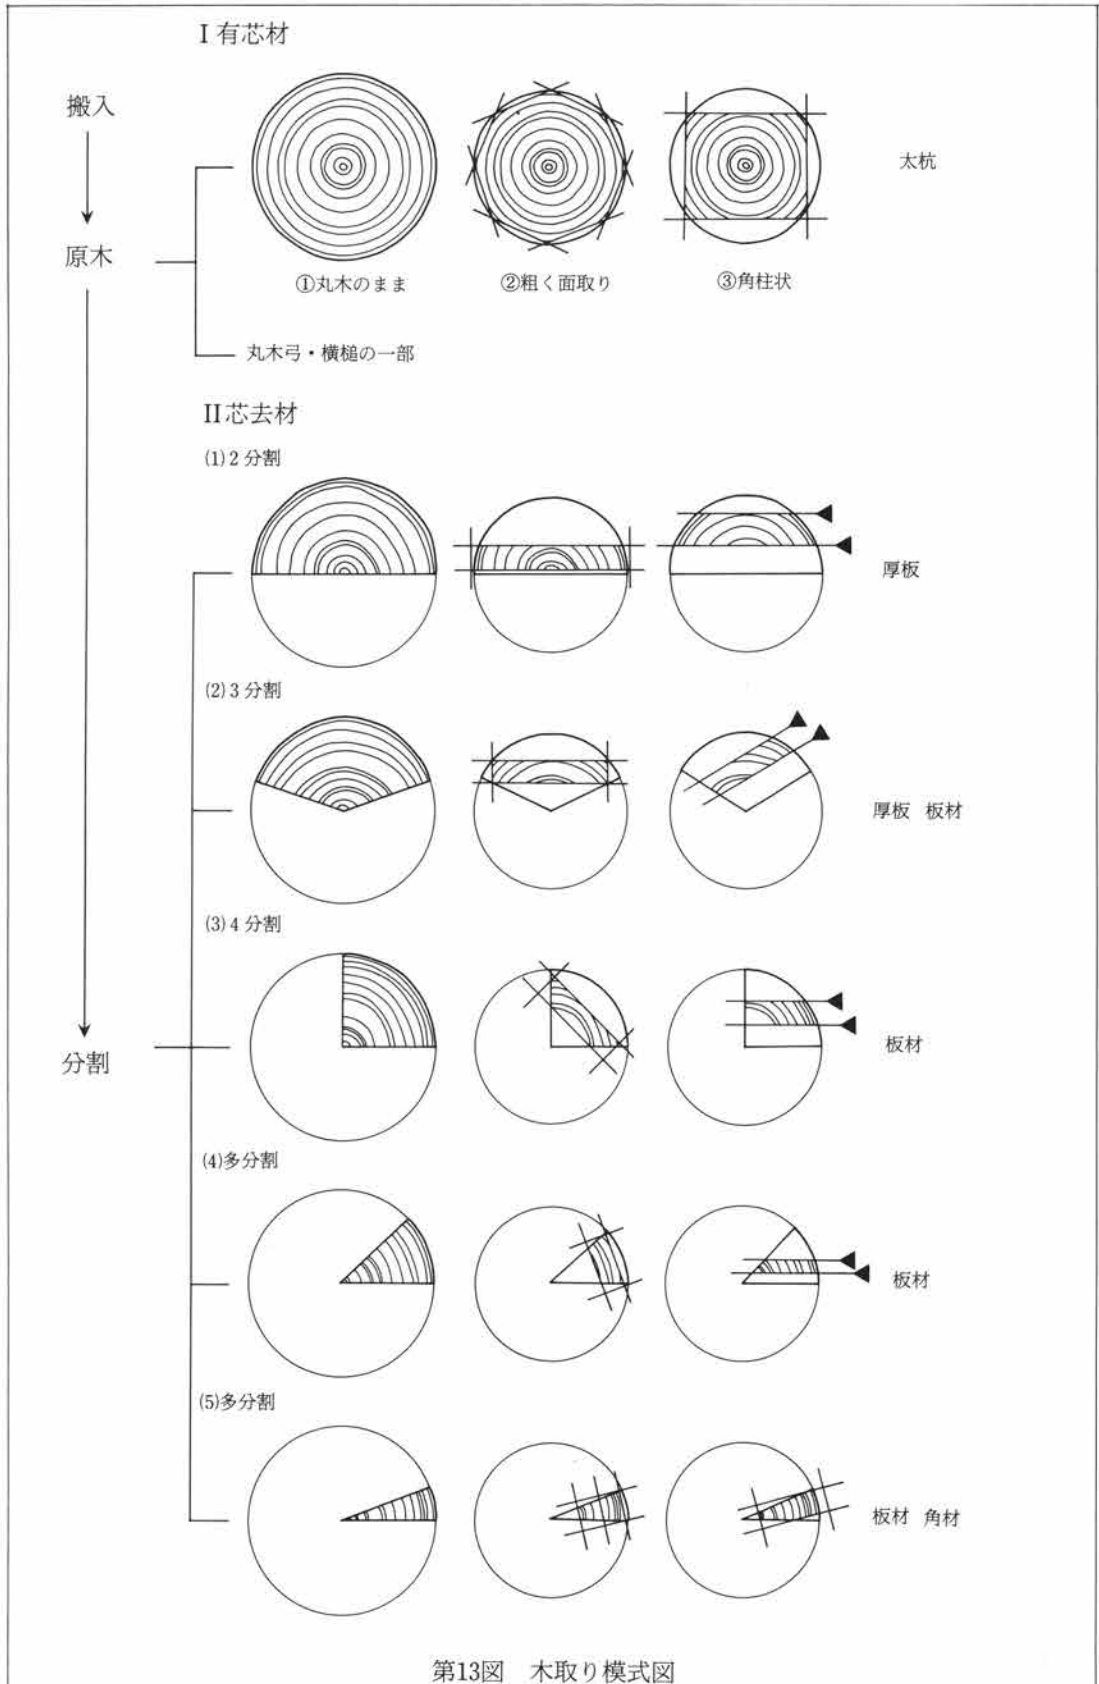 I 有芯材
搬入
太杭
原木
①丸木のまま
②粗く面取り
③角柱状
丸木弓・横槌の一部
II 芯去材
(1) 2 分割
厚板
(2) 3 分割
厚板 板材
(3) 4 分割
板材
分割
(4)多分割
板材
(5)多分割
板材 角材
第13図 木取り模式図